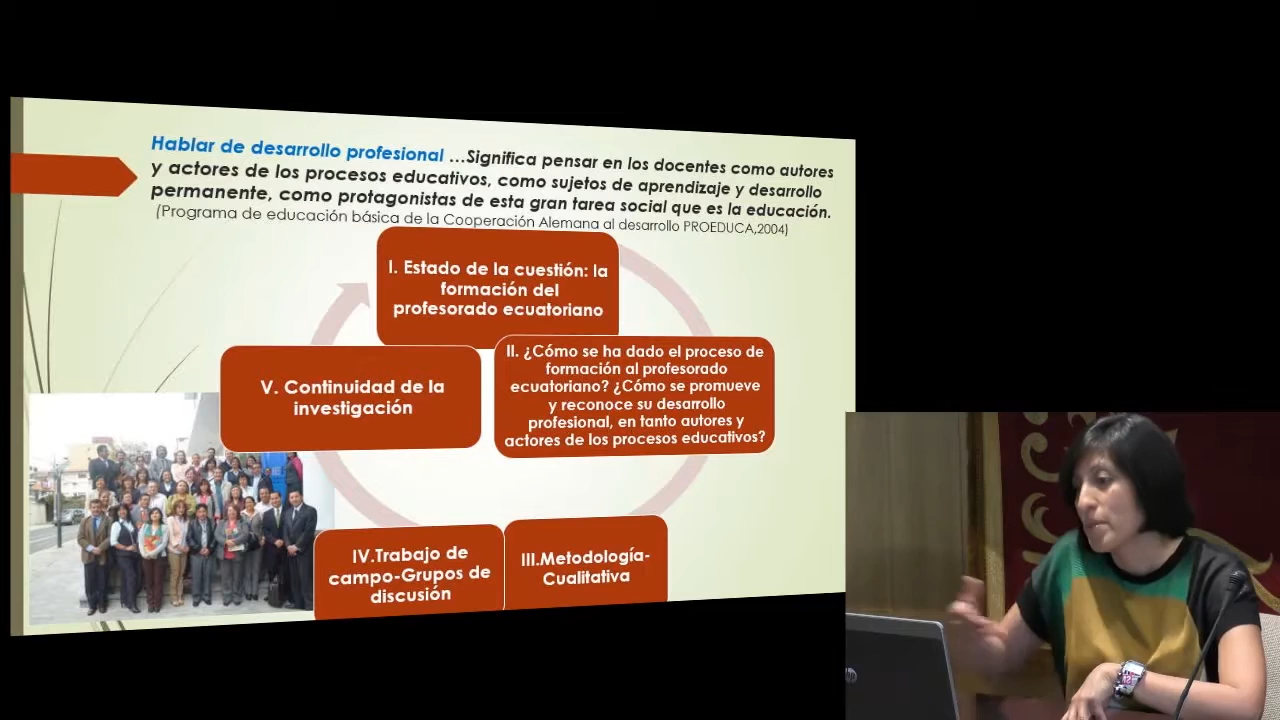 Hablar de desarrollo profesional …Significa pensar en los docentes como autores
y actores de los procesos educativos, como sujetos de aprendizaje y desarrollo
permanente, como protagonistas de esta gran tarea social que es la educación.
(Programa de educación básica de la Cooperación Alemana al desarrollo PROEDUCA,2004)
I. Estado de la cuestión: la
formación del
profesorado ecuatoriano
II. ¿Cómo se ha dado el proceso de
formación al profesorado
ecuatoriano? ¿Cómo se promueve
y reconoce su desarrollo
profesional, en tanto autores y
actores de los procesos educativos?
III.Metodología-
Cualitativa
IV.Trabajo de
campo-Grupos de
discusión
V. Continuidad de la
investigación